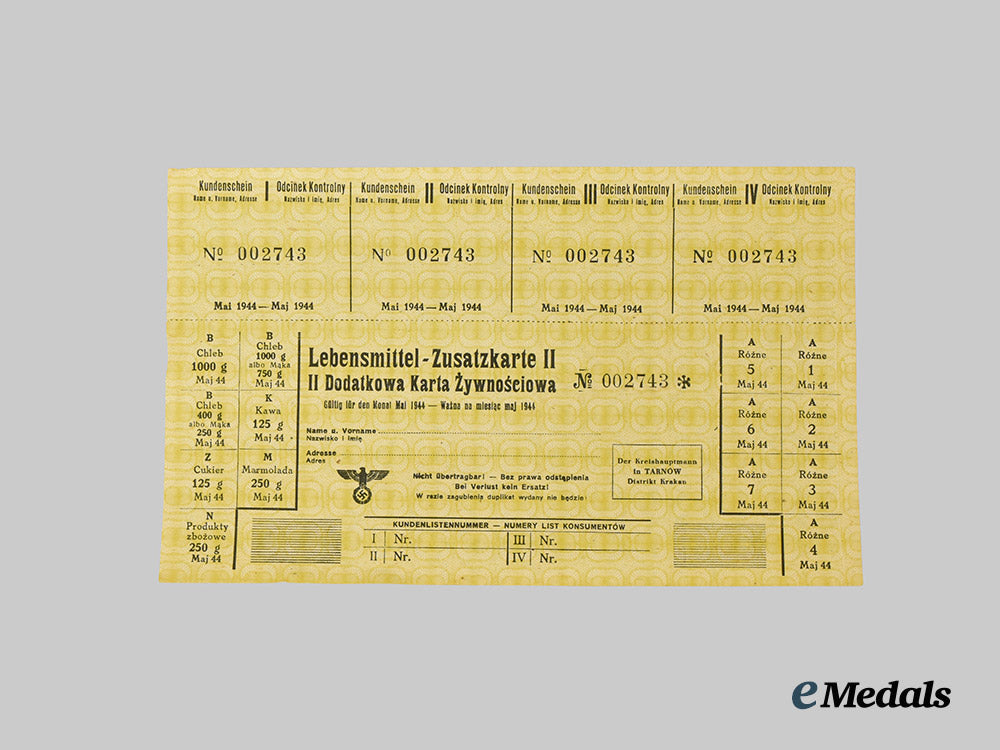 Kundenschein I Odcinek Kontrolny
Name u. Vorname, Adresse Nazwisko i imię, Adres
№ 002743
Mai 1944 — Maj 1944
Kundenschein II Odcinek Kontrolny
Name u. Vorname, Adresse Nazwisko i imię, Adres
№ 002743
Mai 1944 — Maj 1944
Kundenschein III Odcinek Kontrolny
Name u. Vorname, Adresse Nazwisko i imię, Adres
№ 002743
Mai 1944 — Maj 1944
Kundenschein IV Odcinek Kontrolny
Name u. Vorname, Adresse Nazwisko i imię, Adres
№ 002743
Mai 1944 — Maj 1944
B
Chleb
1000 g
Maj 44
B
Chleb
1000 g
albo Mąka
750 g
Maj 44
B
Chleb
400 g
albo Mąka
250 g
Maj 44
K
Kawa
125 g
Maj 44
Z
Cukier
125 g
Maj 44
M
Marmolada
250 g
Maj 44
N
Produkty
zbożowe
250 g
Maj 44
Lebensmittel-Zusatzkarte II
II Dodatkowa Karta Żywnościowa
№ 002743 *
Gültig für den Monat Mai 1944 — Ważna na miesiąc maj 1944
Name u. Vorname
Nazwisko i imię
Adresse
Adres
Nicht übertragbar! — Bez prawa odstąpienia
Bei Verlust kein Ersatz!
W razie zagubienia duplikat wydany nie będzie
Der Kreishauptmann
in TARNOW
Distrikt Krakau
KUNDENLISTENNUMMER — NUMERY LIST KONSUMENTÓW
I Nr. III Nr.
II Nr. IV Nr.
A
Różne
5
Maj 44
A
Różne
1
Maj 44
A
Różne
6
Maj 44
A
Różne
2
Maj 44
A
Różne
7
Maj 44
A
Różne
3
Maj 44
A
Różne
4
Maj 44
eMedals